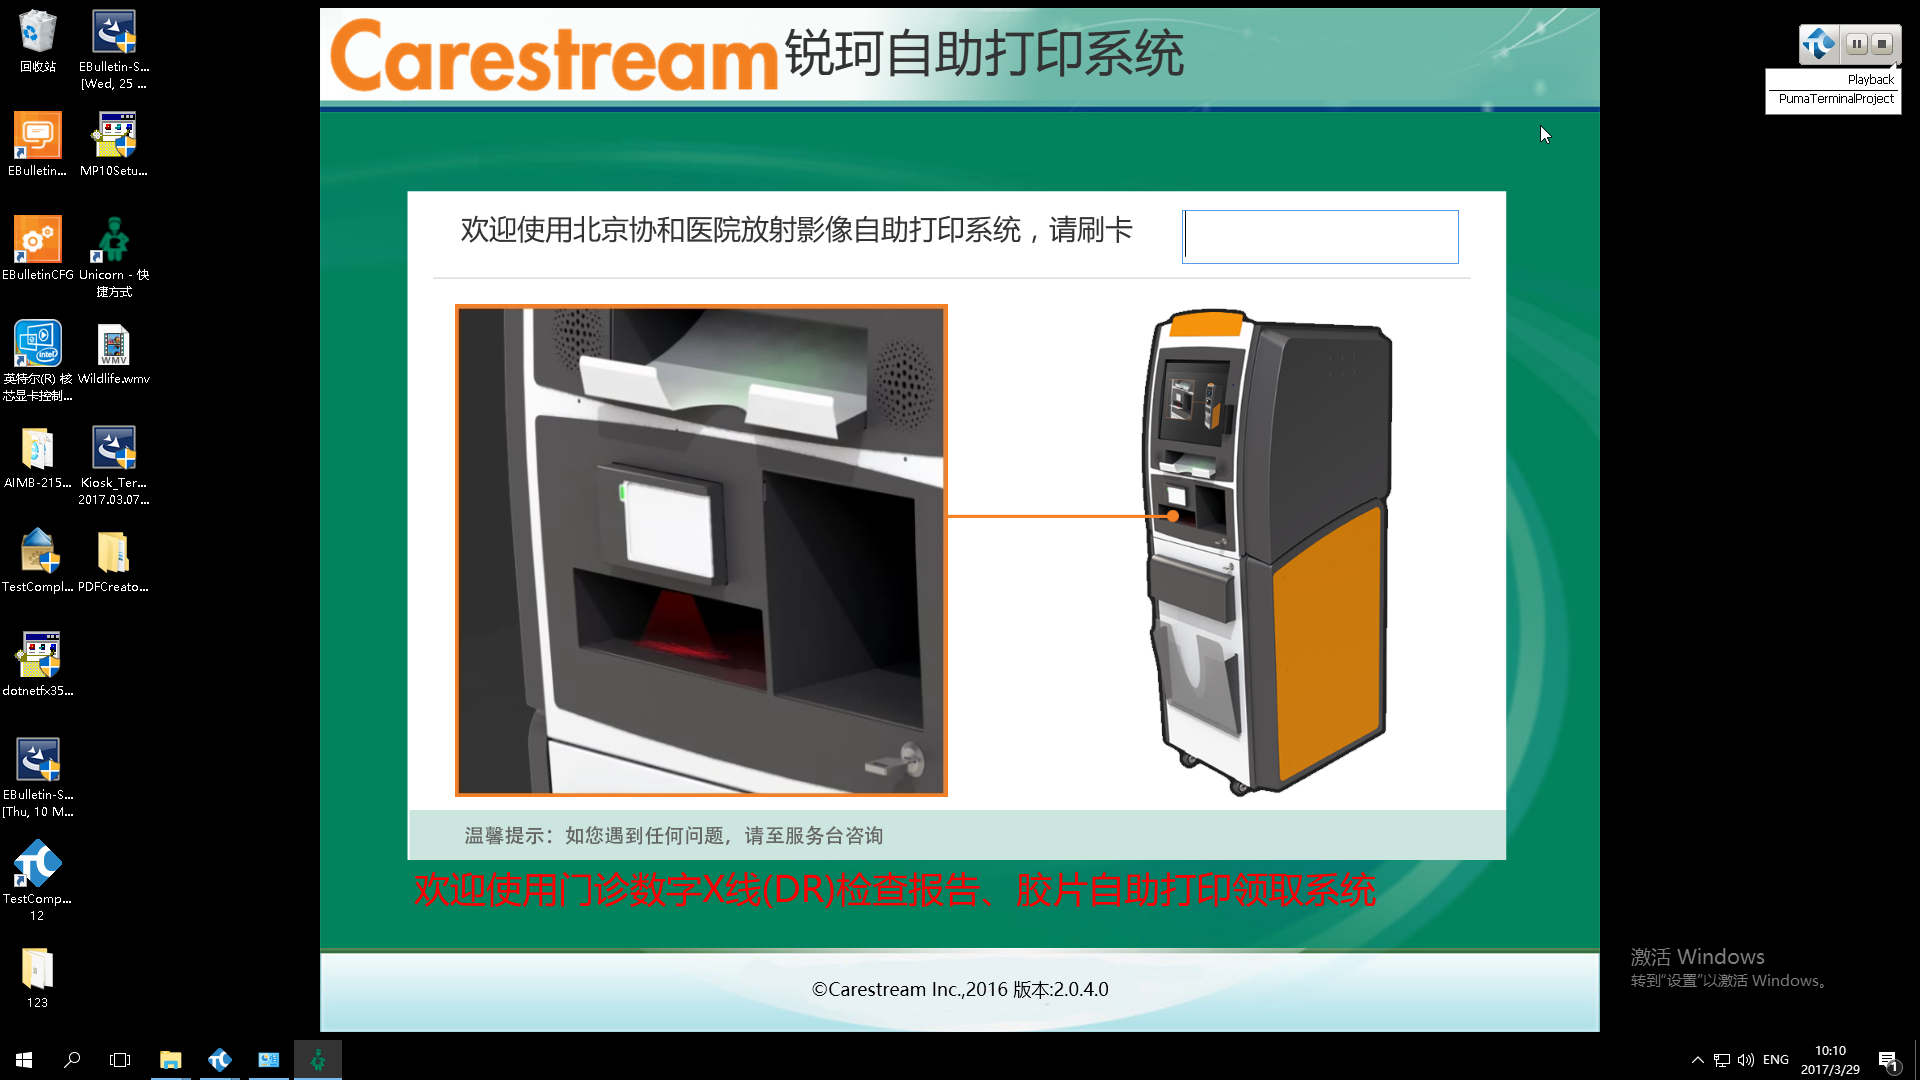 回收站
EBulletin-S...
[Wed, 25 ...
EBulletin...
MP10Setu...
EBulletinCFG
Unicorn - 快
捷方式
英特尔(R) 核
芯显卡控制...
Wildlife.wmv
WMV
AIMB-215...
Kiosk_Ter...
2017.03.07...
TestCompl...
PDFCreato...
dotnetfx35...
EBulletin-S...
[Thu, 10 M...
TestComp...
12
123
Carestream 锐珂自助打印系统
欢迎使用北京协和医院放射影像自助打印系统，请刷卡
温馨提示：如您遇到任何问题，请至服务台咨询
欢迎使用门诊数字X线(DR)检查报告、胶片自助打印领取系统
©Carestream Inc.,2016 版本:2.0.4.0
Playback
PumaTerminalProject
激活 Windows
转到“设置”以激活 Windows。
ENG
10:10
2017/3/29
1